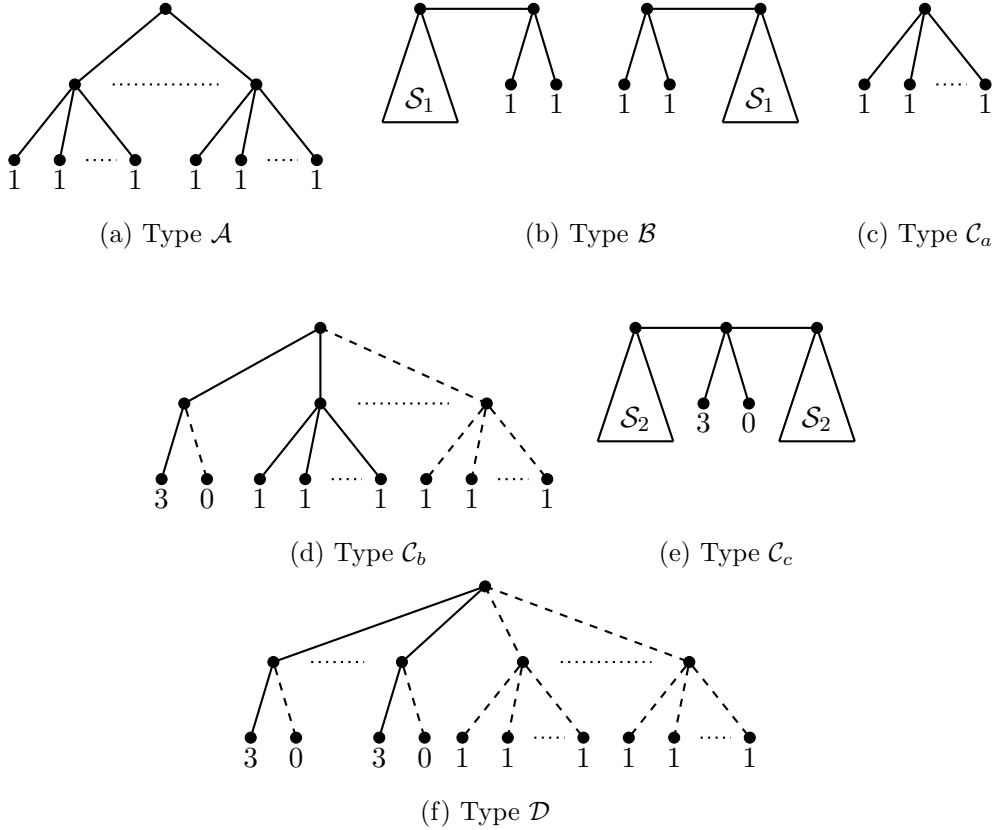 S₁ S₁
1 1 1 1 1 1 1 1 1 1 1 1 1
(a) Type 𝒜 (b) Type ℬ (c) Type 𝒞ₐ
S₂ S₂
3 0
3 0 1 1 1 1 1 1
(d) Type 𝒞_b (e) Type 𝒞_c
3 0 3 0 1 1 1 1 1 1
(f) Type 𝒟